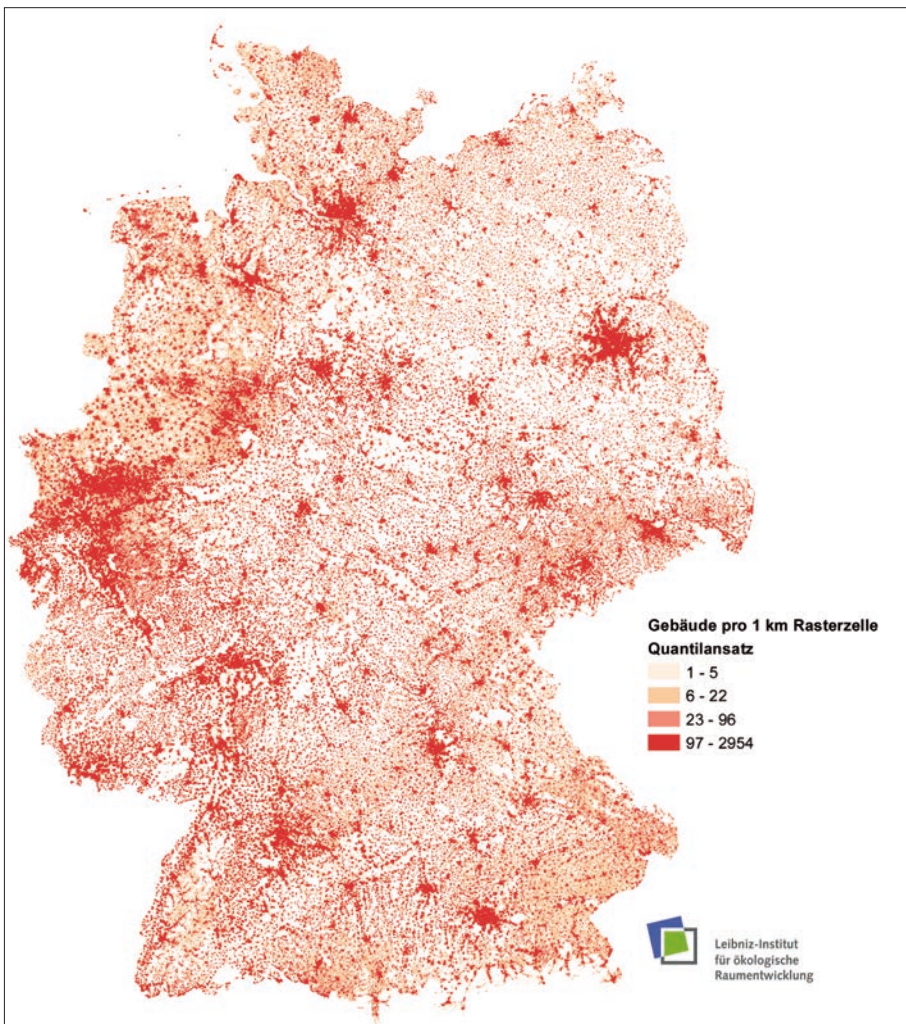 Gebäude pro 1 km Rasterzelle
Quantilansatz
1 - 5
6 - 22
23 - 96
97 - 2954
Leibniz-Institut
für ökologische
Raumentwicklung